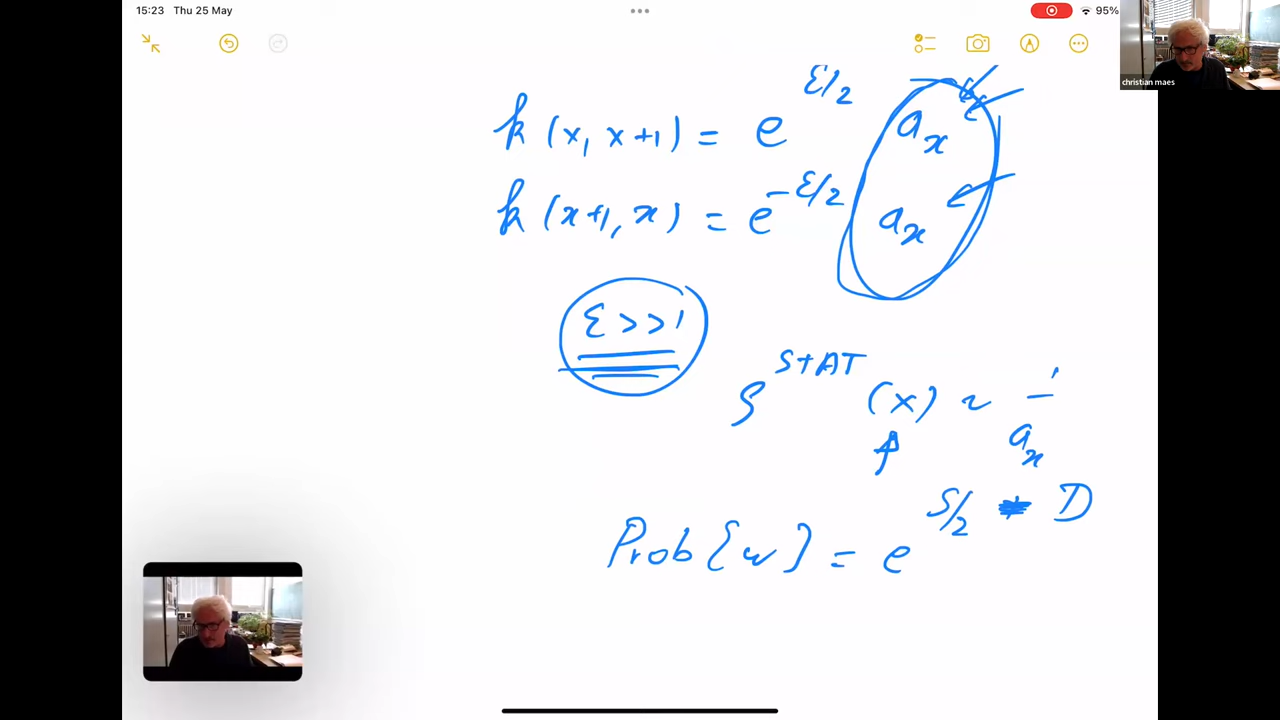 15:23 Thu 25 May
95%
christian maes
k(x, x+1) = e^{ε/2} a_x
k(x+1, x) = e^{-ε/2} a_x
ε >> 1
ρ^{STAT}(x) ~ 1/a_x
Prob[w] = e^{S/2 D}